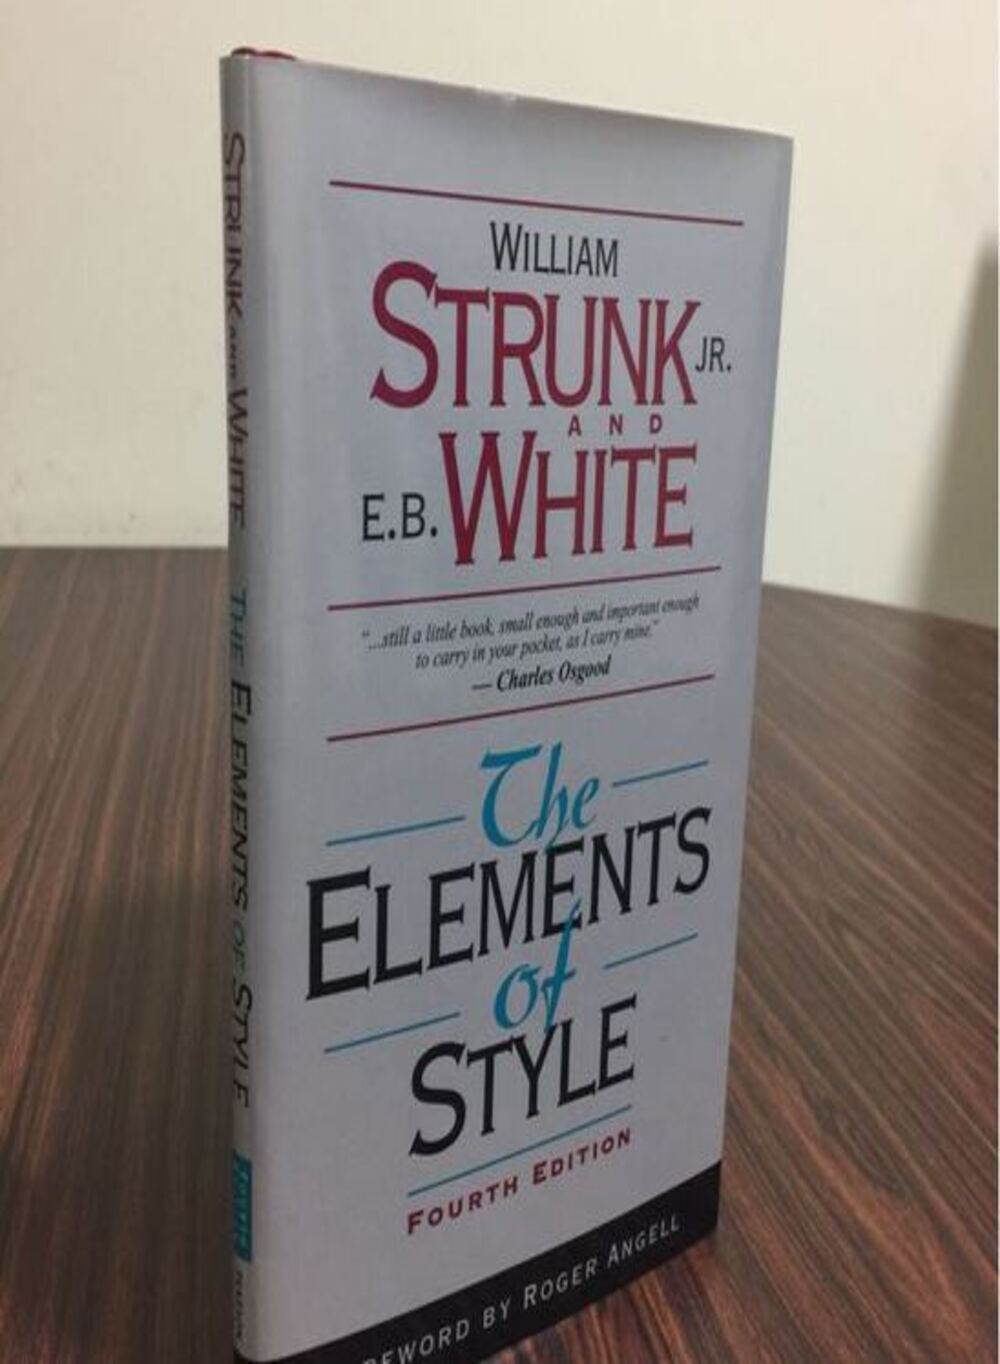 WILLIAM
STRUNK JR.
AND
E.B. WHITE
"...still a little book, small enough and important enough
to carry in your pocket, as I carry mine."
— Charles Osgood
The
ELEMENTS
of
STYLE
FOURTH EDITION
EWORD BY ROGER ANGELL
STRUNK AND WHITE THE ELEMENTS OF STYLE